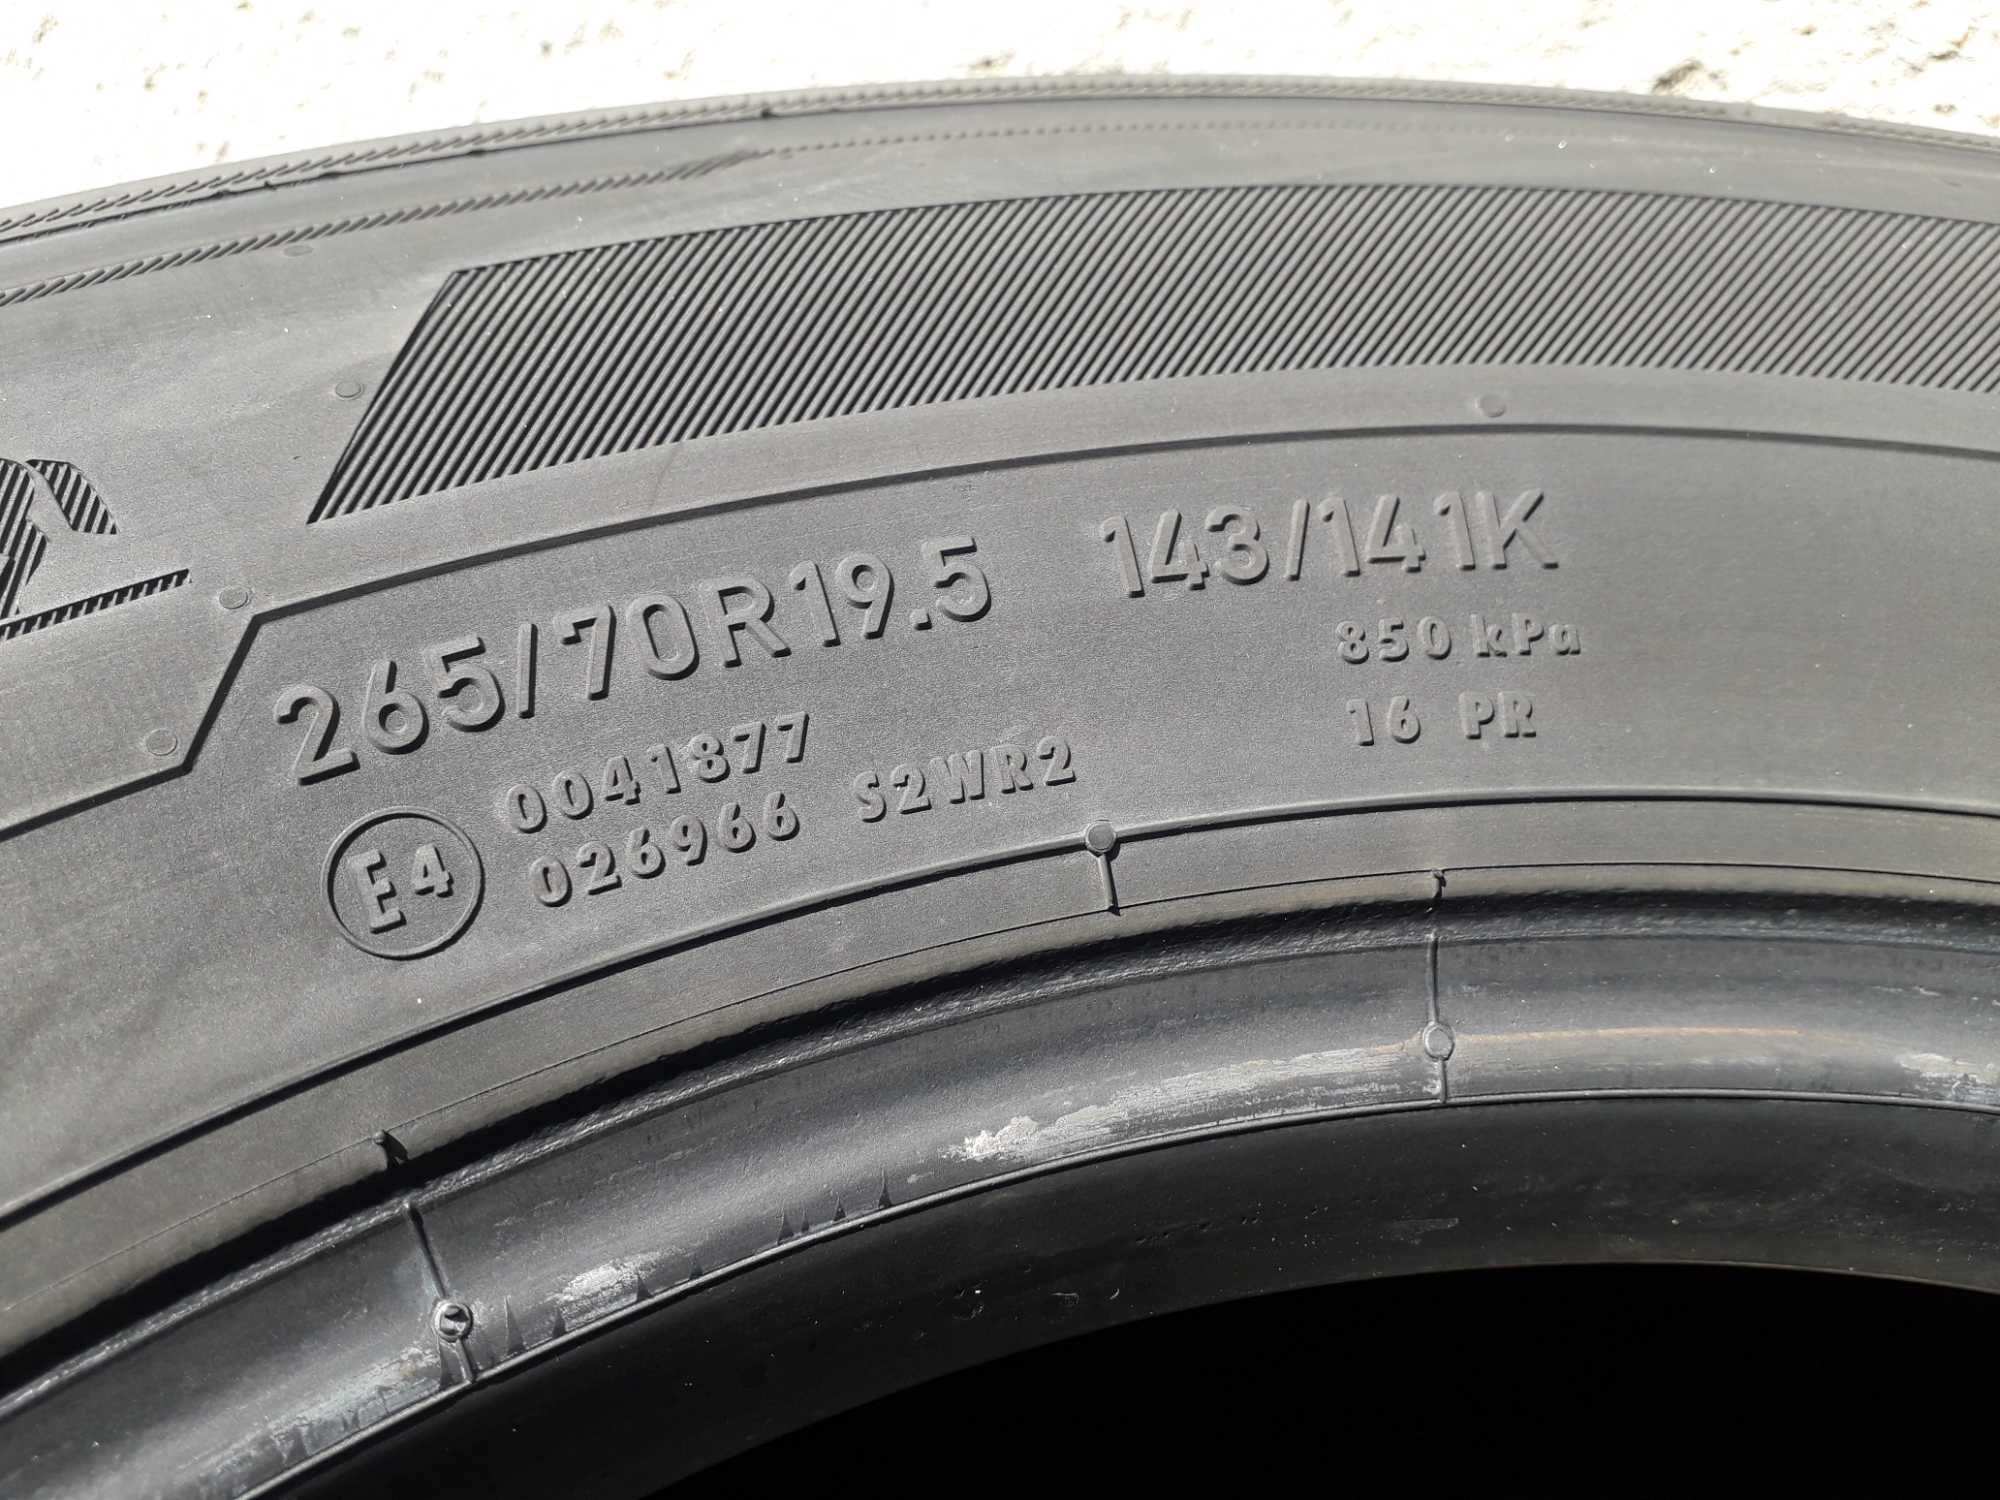 265/70R19.5 143/141K
850 kPa
16 PR
E4 0041877
026966 S2WR2